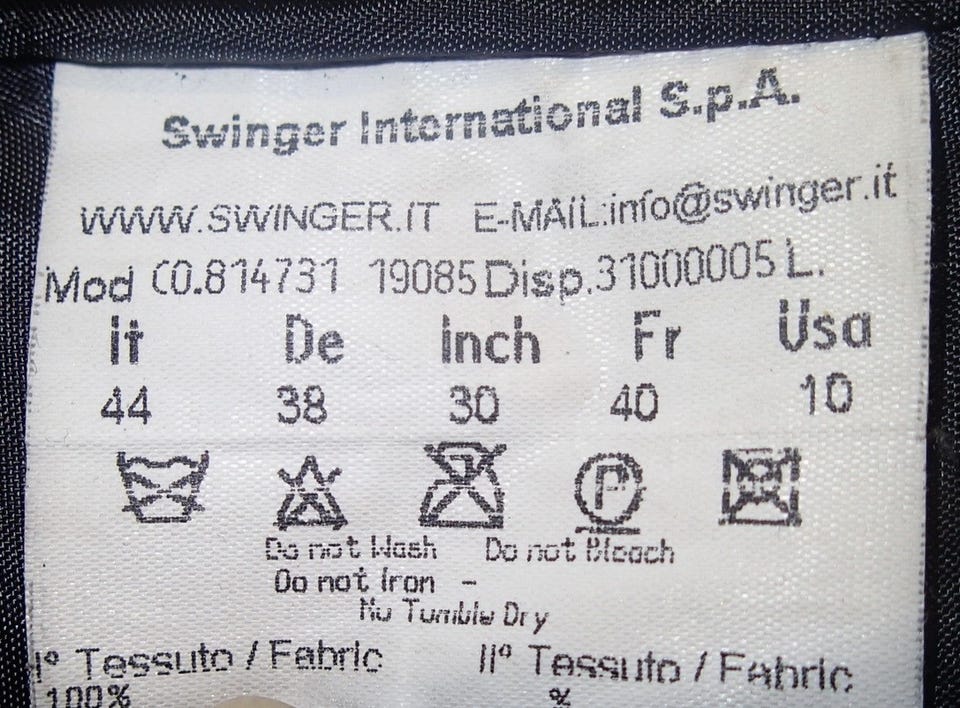 Swinger International S.p.A.
WWW.SWINGER.IT E-MAIL:info@swinger.it
Mod C0.814731 19085 Disp.31000005 L.
It De Inch Fr Usa
44 38 30 40 10
P
Do not Wash Do not Bleach
Do not Iron -
No Tumble Dry
I° Tessuto / Fabric II° Tessuto / Fabric
100% %